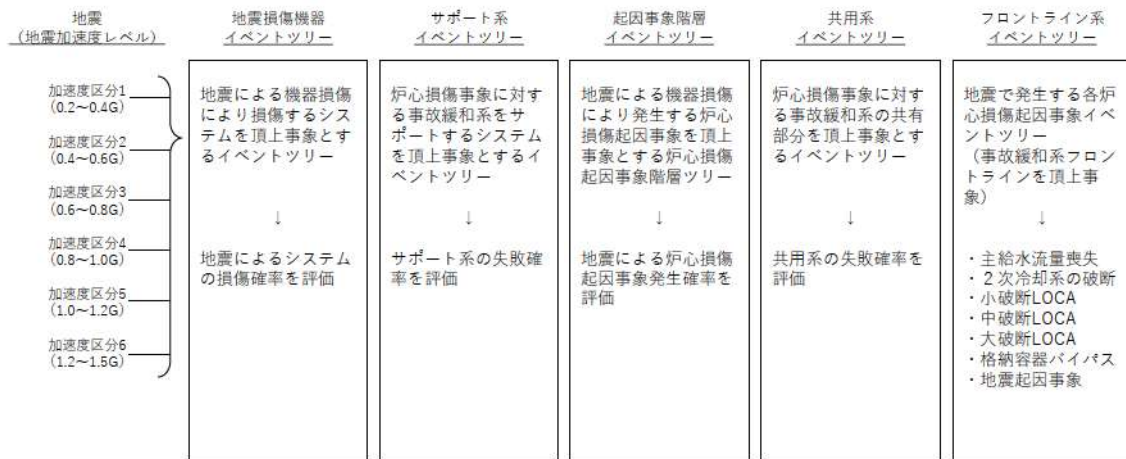 地震
(地震加速度レベル)
加速度区分1
(0.2～0.4G)
加速度区分2
(0.4～0.6G)
加速度区分3
(0.6～0.8G)
加速度区分4
(0.8～1.0G)
加速度区分5
(1.0～1.2G)
加速度区分6
(1.2～1.5G)
地震損傷機器
イベントツリー
地震による機器損傷
により損傷するシス
テムを頂上事象とす
るイベントツリー
↓
地震によるシステム
の損傷確率を評価
サポート系
イベントツリー
炉心損傷事象に対す
る事故緩和系をサ
ポートするシステム
を頂上事象とするイ
ベントツリー
↓
サポート系の失敗確
率を評価
起因事象階層
イベントツリー
地震による機器損傷
により発生する炉心
損傷起因事象を頂上
事象とする炉心損傷
起因事象階層ツリー
↓
地震による炉心損傷
起因事象発生確率を
評価
共用系
イベントツリー
炉心損傷事象に対す
る事故緩和系の共有
部分を頂上事象とす
るイベントツリー
↓
共用系の失敗確率を
評価
フロントライン系
イベントツリー
地震で発生する各炉
心損傷起因事象イベ
ントツリー
（事故緩和系フロン
トラインを頂上事
象）
↓
・主給水流量喪失
・２次冷却系の破断
・小破断LOCA
・中破断LOCA
・大破断LOCA
・格納容器バイパス
・地震起因事象